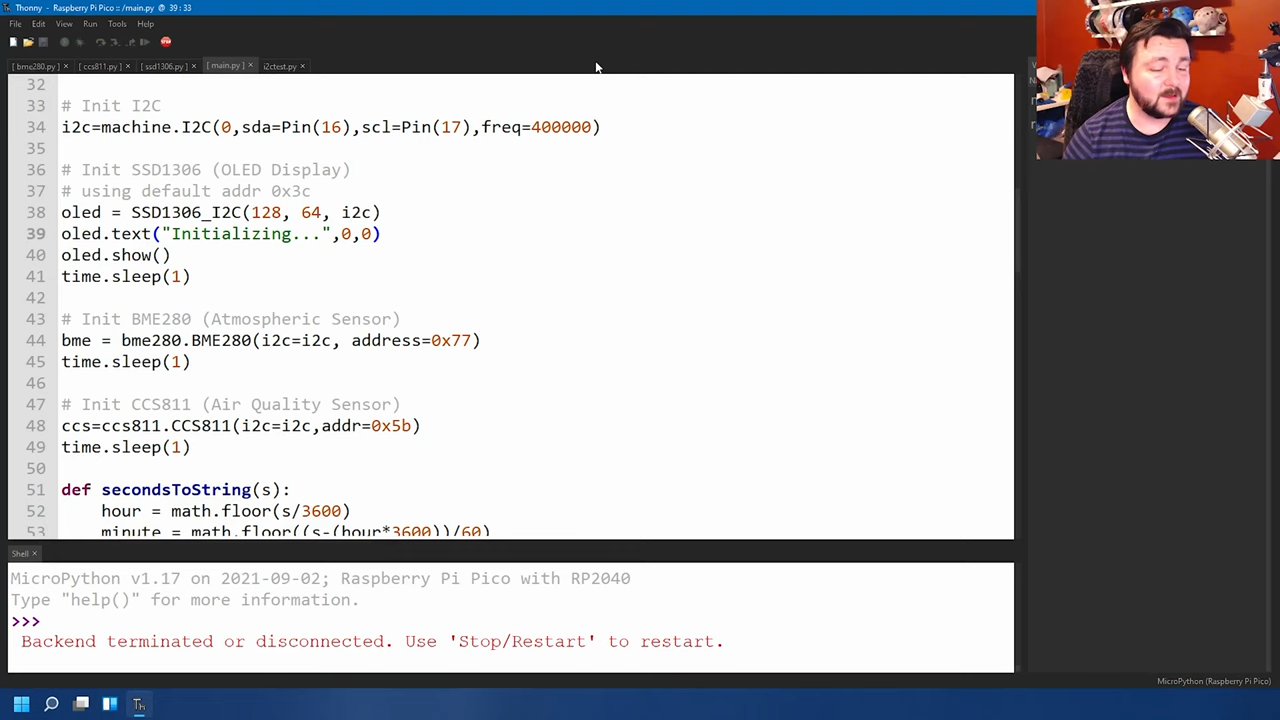 Thonny - Raspberry Pi Pico :: /main.py @ 39 : 33
File Edit View Run Tools Help
[ bme280.py ] × [ ccs811.py ] × [ ssd1306.py ] × [ main.py ] × i2ctest.py ×
32
33 # Init I2C
34 i2c=machine.I2C(0,sda=Pin(16),scl=Pin(17),freq=400000)
35
36 # Init SSD1306 (OLED Display)
37 # using default addr 0x3c
38 oled = SSD1306_I2C(128, 64, i2c)
39 oled.text("Initializing...",0,0)
40 oled.show()
41 time.sleep(1)
42
43 # Init BME280 (Atmospheric Sensor)
44 bme = bme280.BME280(i2c=i2c, address=0x77)
45 time.sleep(1)
46
47 # Init CCS811 (Air Quality Sensor)
48 ccs=ccs811.CCS811(i2c=i2c,addr=0x5b)
49 time.sleep(1)
50
51 def secondsToString(s):
52 hour = math.floor(s/3600)
53 minute = math.floor((s-(hour*3600))/60)
Shell ×
MicroPython v1.17 on 2021-09-02; Raspberry Pi Pico with RP2040
Type "help()" for more information.
>>>
Backend terminated or disconnected. Use 'Stop/Restart' to restart.
MicroPython (Raspberry Pi Pico)